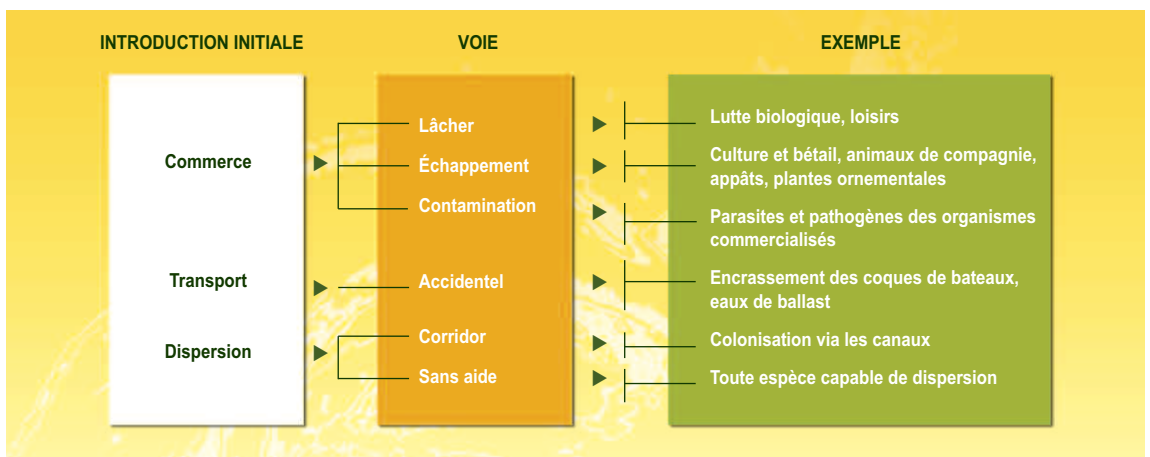 INTRODUCTION INITIALE
VOIE
EXEMPLE
Commerce
Lâcher
Lutte biologique, loisirs
Échappement
Culture et bétail, animaux de compagnie,
appâts, plantes ornementales
Contamination
Parasites et pathogènes des organismes
commercialisés
Transport
Accidentel
Encrassement des coques de bateaux,
eaux de ballast
Dispersion
Corridor
Colonisation via les canaux
Sans aide
Toute espèce capable de dispersion